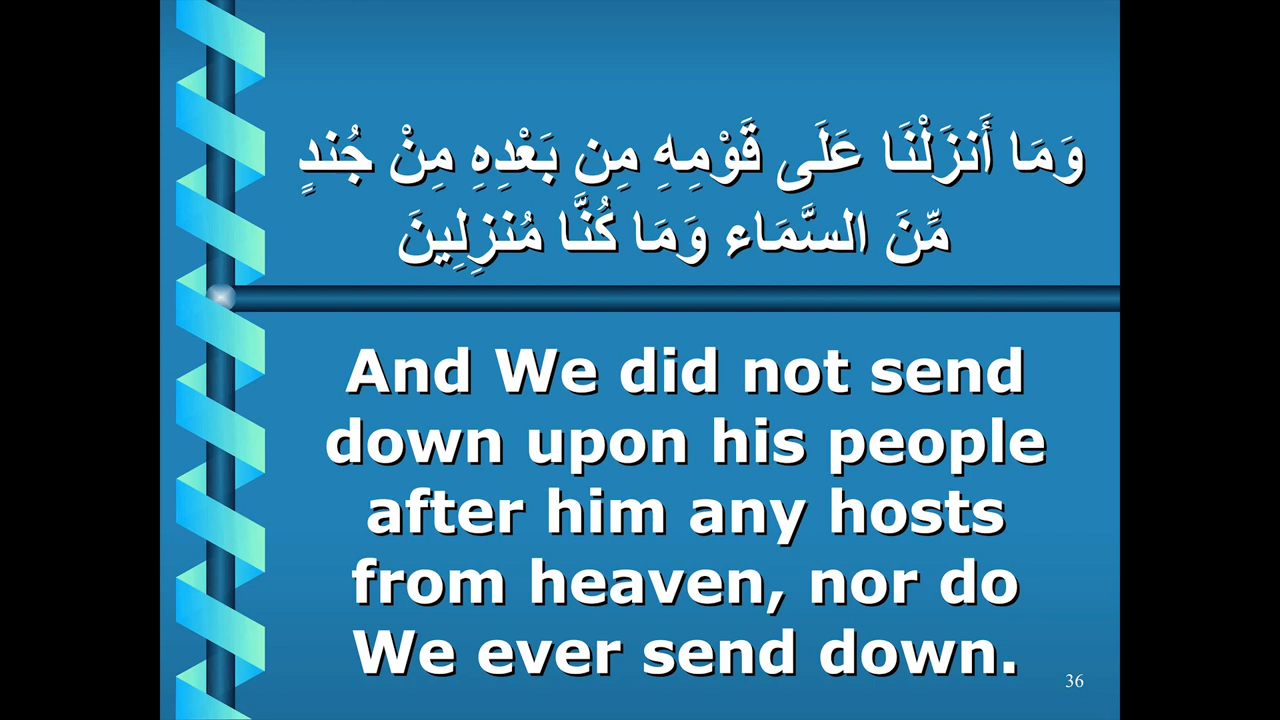 وَمَا أَنزَلْنَا عَلَى قَوْمِهِ مِن بَعْدِهِ مِنْ جُندٍ
مِّنَ السَّمَاء وَمَا كُنَّا مُنزِلِينَ
And We did not send
down upon his people
after him any hosts
from heaven, nor do
We ever send down.
36